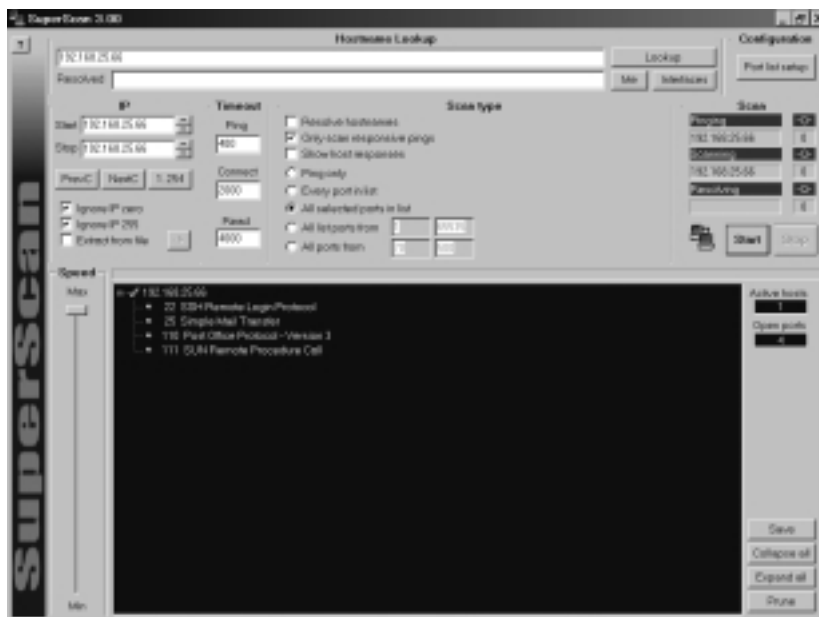 SuperScan 3.00
Hostname Lookup
Configuration
192.168.25.66
Lookup
Port list setup
Resolved
Me
Interfaces
IP
Timeout
Scan type
Scan
Start 192.168.25.66
Stop 192.168.25.66
PrevC
NextC
1..254
Ignore IP zero
Ignore IP 255
Extract from file
Ping
400
Connect
2000
Read
4000
Resolve hostnames
Only scan responsive pings
Show host responses
Ping only
Every port in list
All selected ports in list
All list ports from
All ports from
Pinging
192.168.25.66
0
Scanning
192.168.25.66
0
Resolving
0
Start
Stop
Speed
Max
Min
SuperScan
192.168.25.66
22 SSH Remote Login Protocol
25 Simple Mail Transfer
110 Post Office Protocol - Version 3
111 SUN Remote Procedure Call
Active hosts
1
Open ports
4
Save
Collapse all
Expand all
Prune